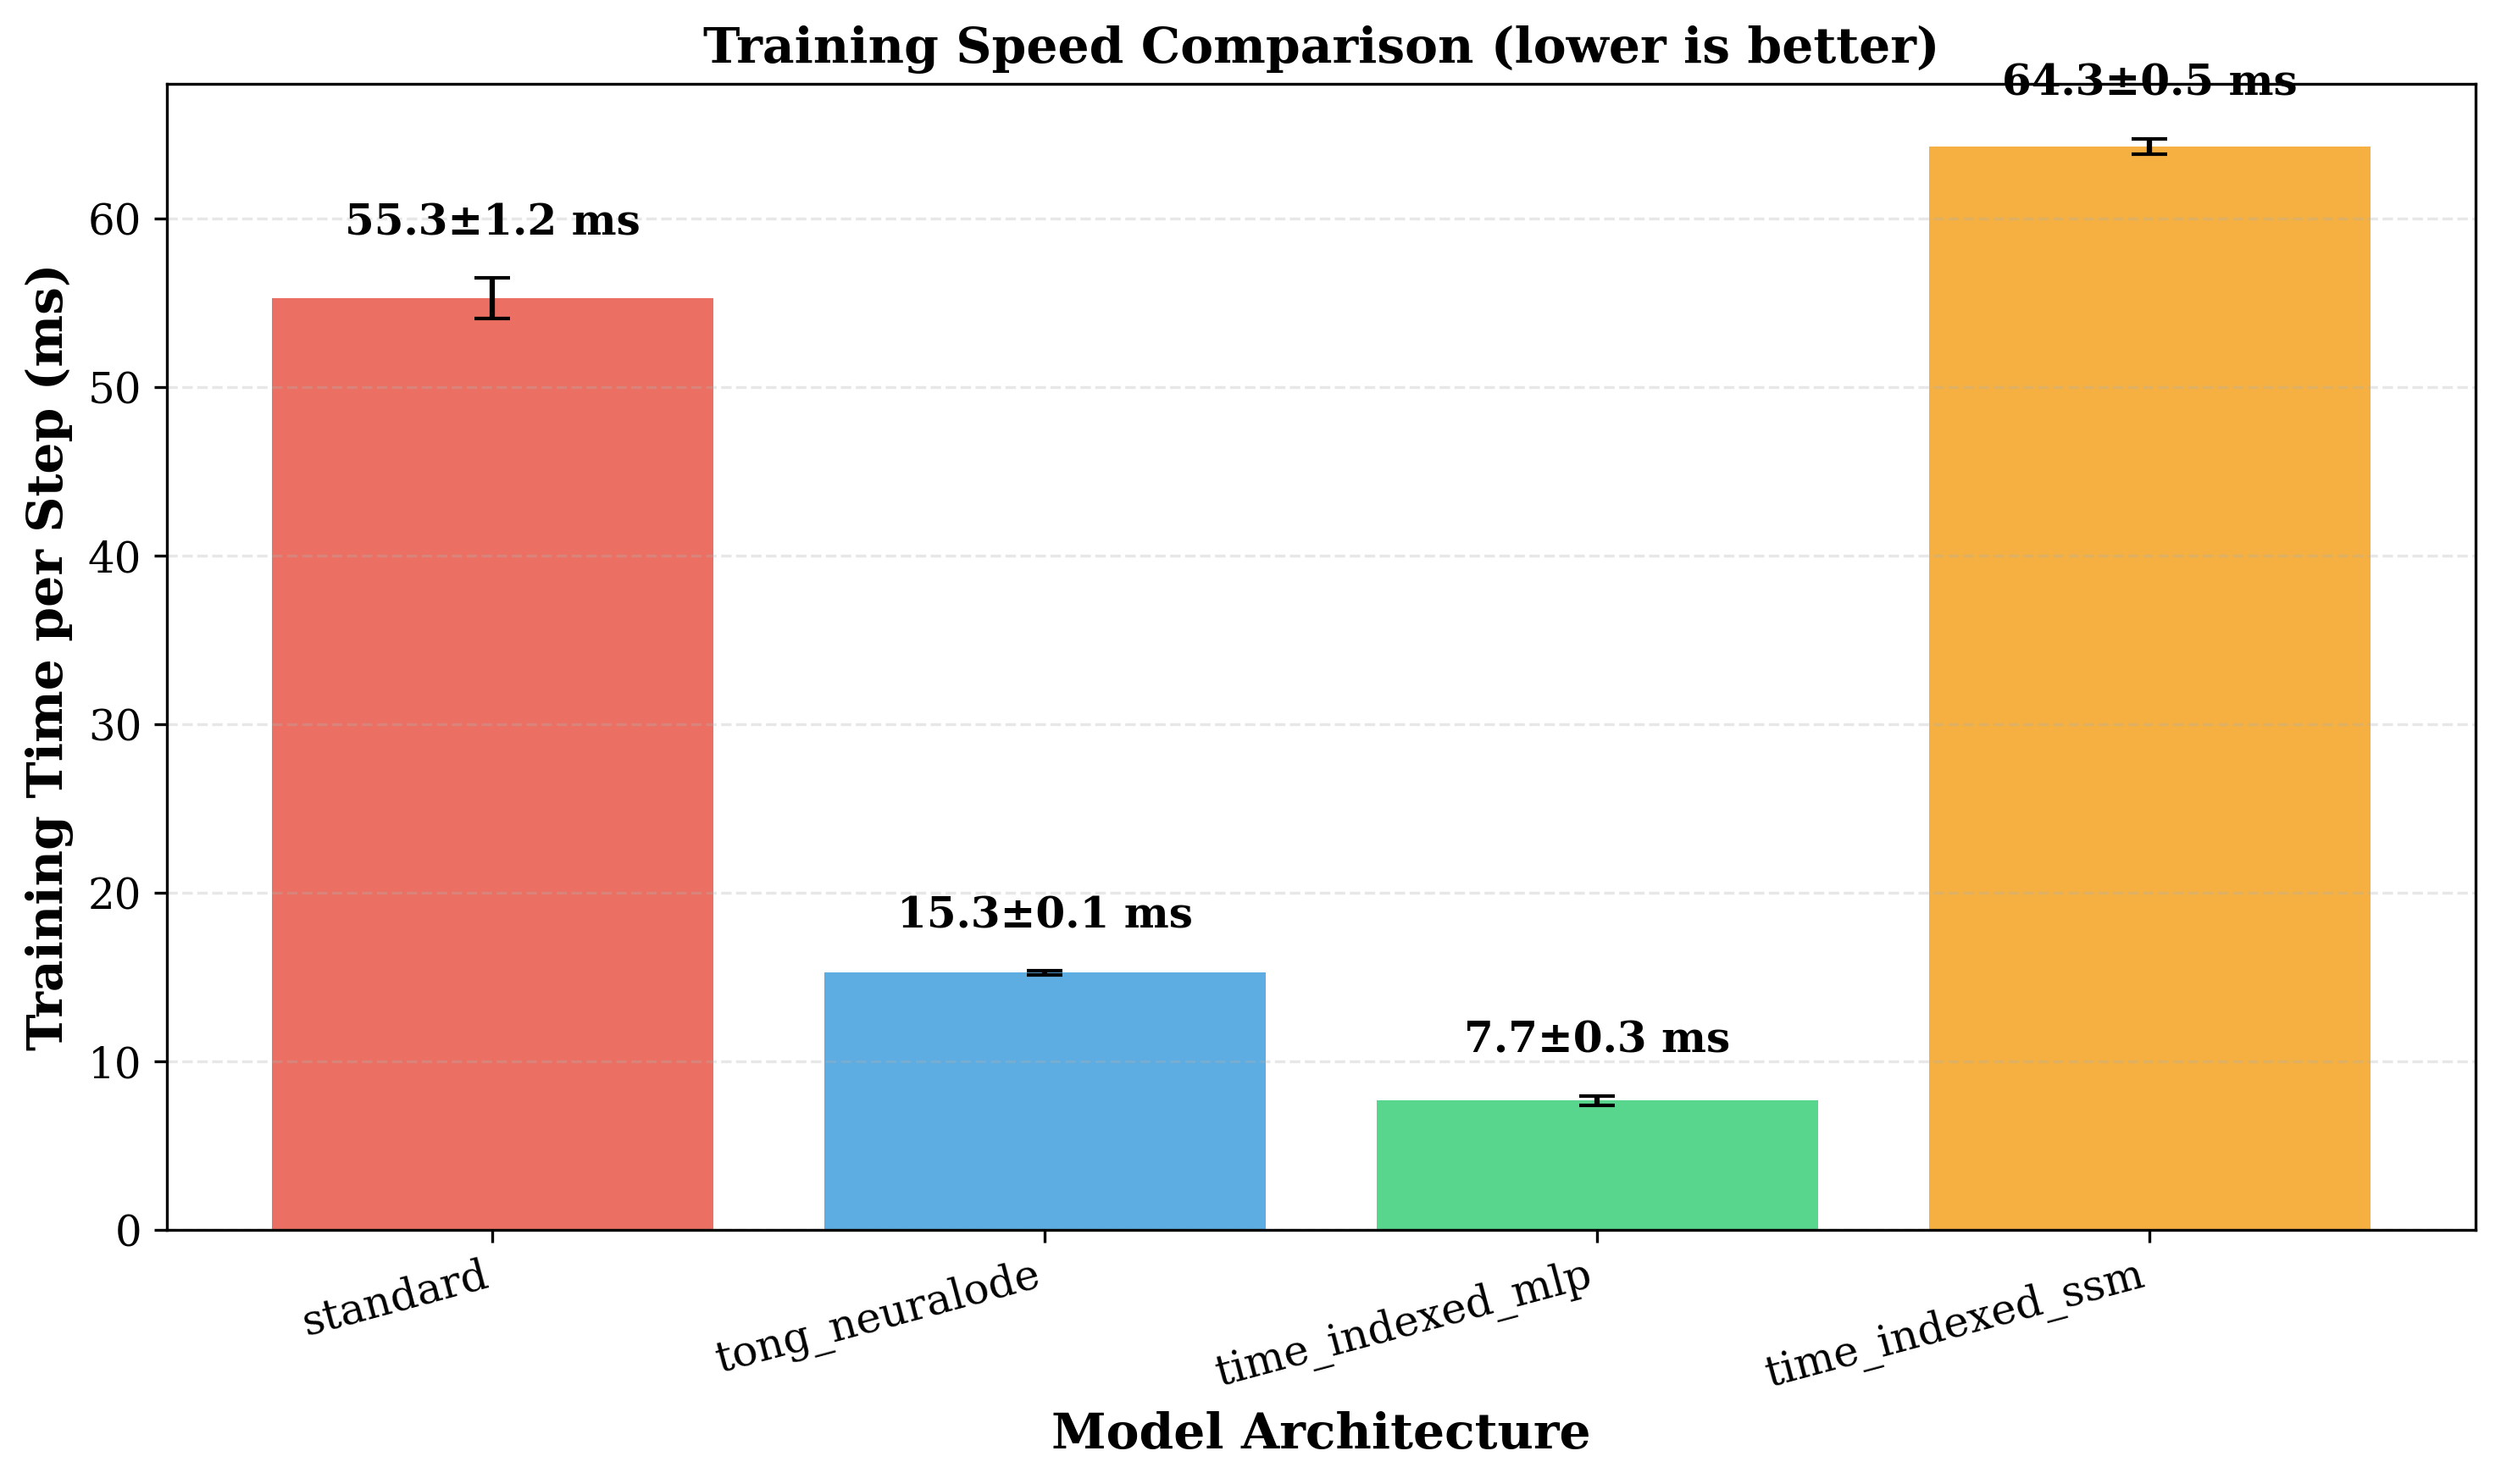 Training Speed Comparison (lower is better)
64.3±0.5 ms
55.3±1.2 ms
15.3±0.1 ms
7.7±0.3 ms
Training Time per Step (ms)
60
50
40
30
20
10
0
standard
tong_neuralode
time_indexed_mlp
time_indexed_ssm
Model Architecture